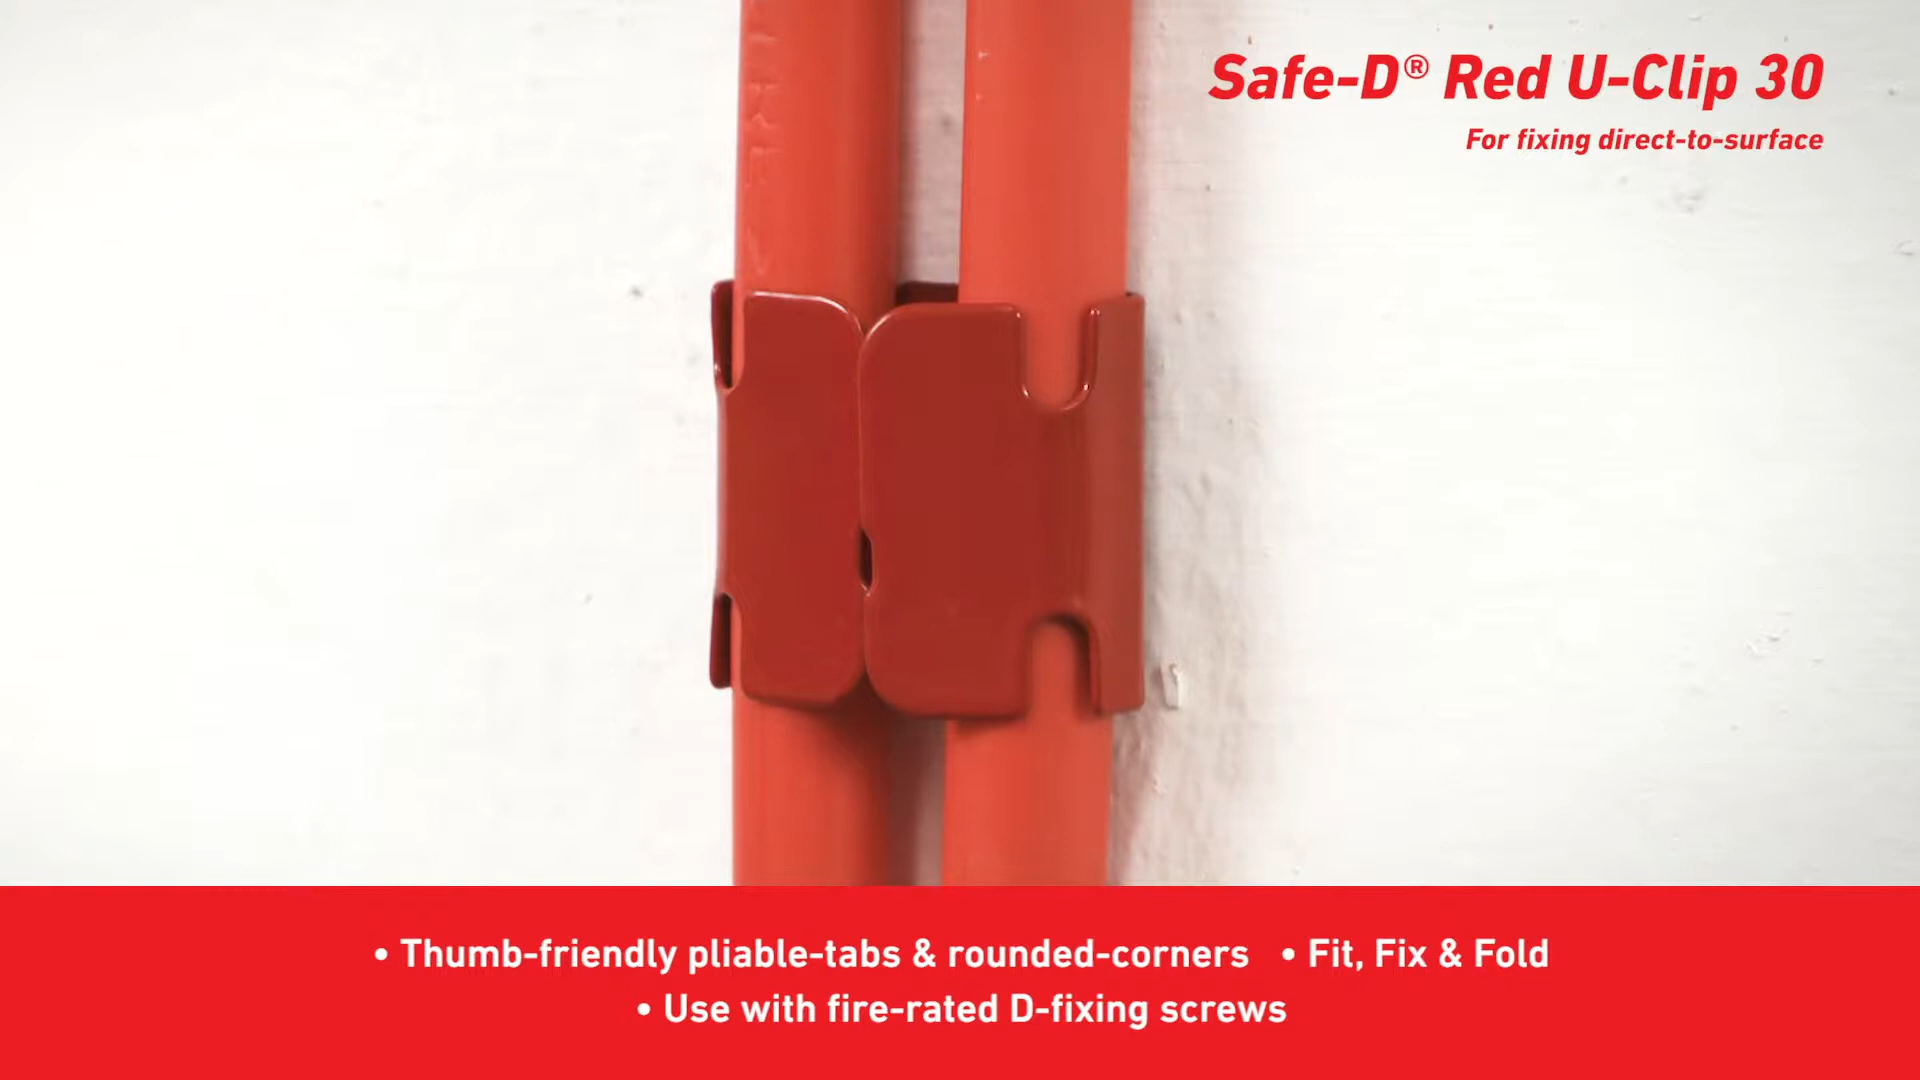 Safe-D® Red U-Clip 30
For fixing direct-to-surface
• Thumb-friendly pliable-tabs & rounded-corners • Fit, Fix & Fold
• Use with fire-rated D-fixing screws